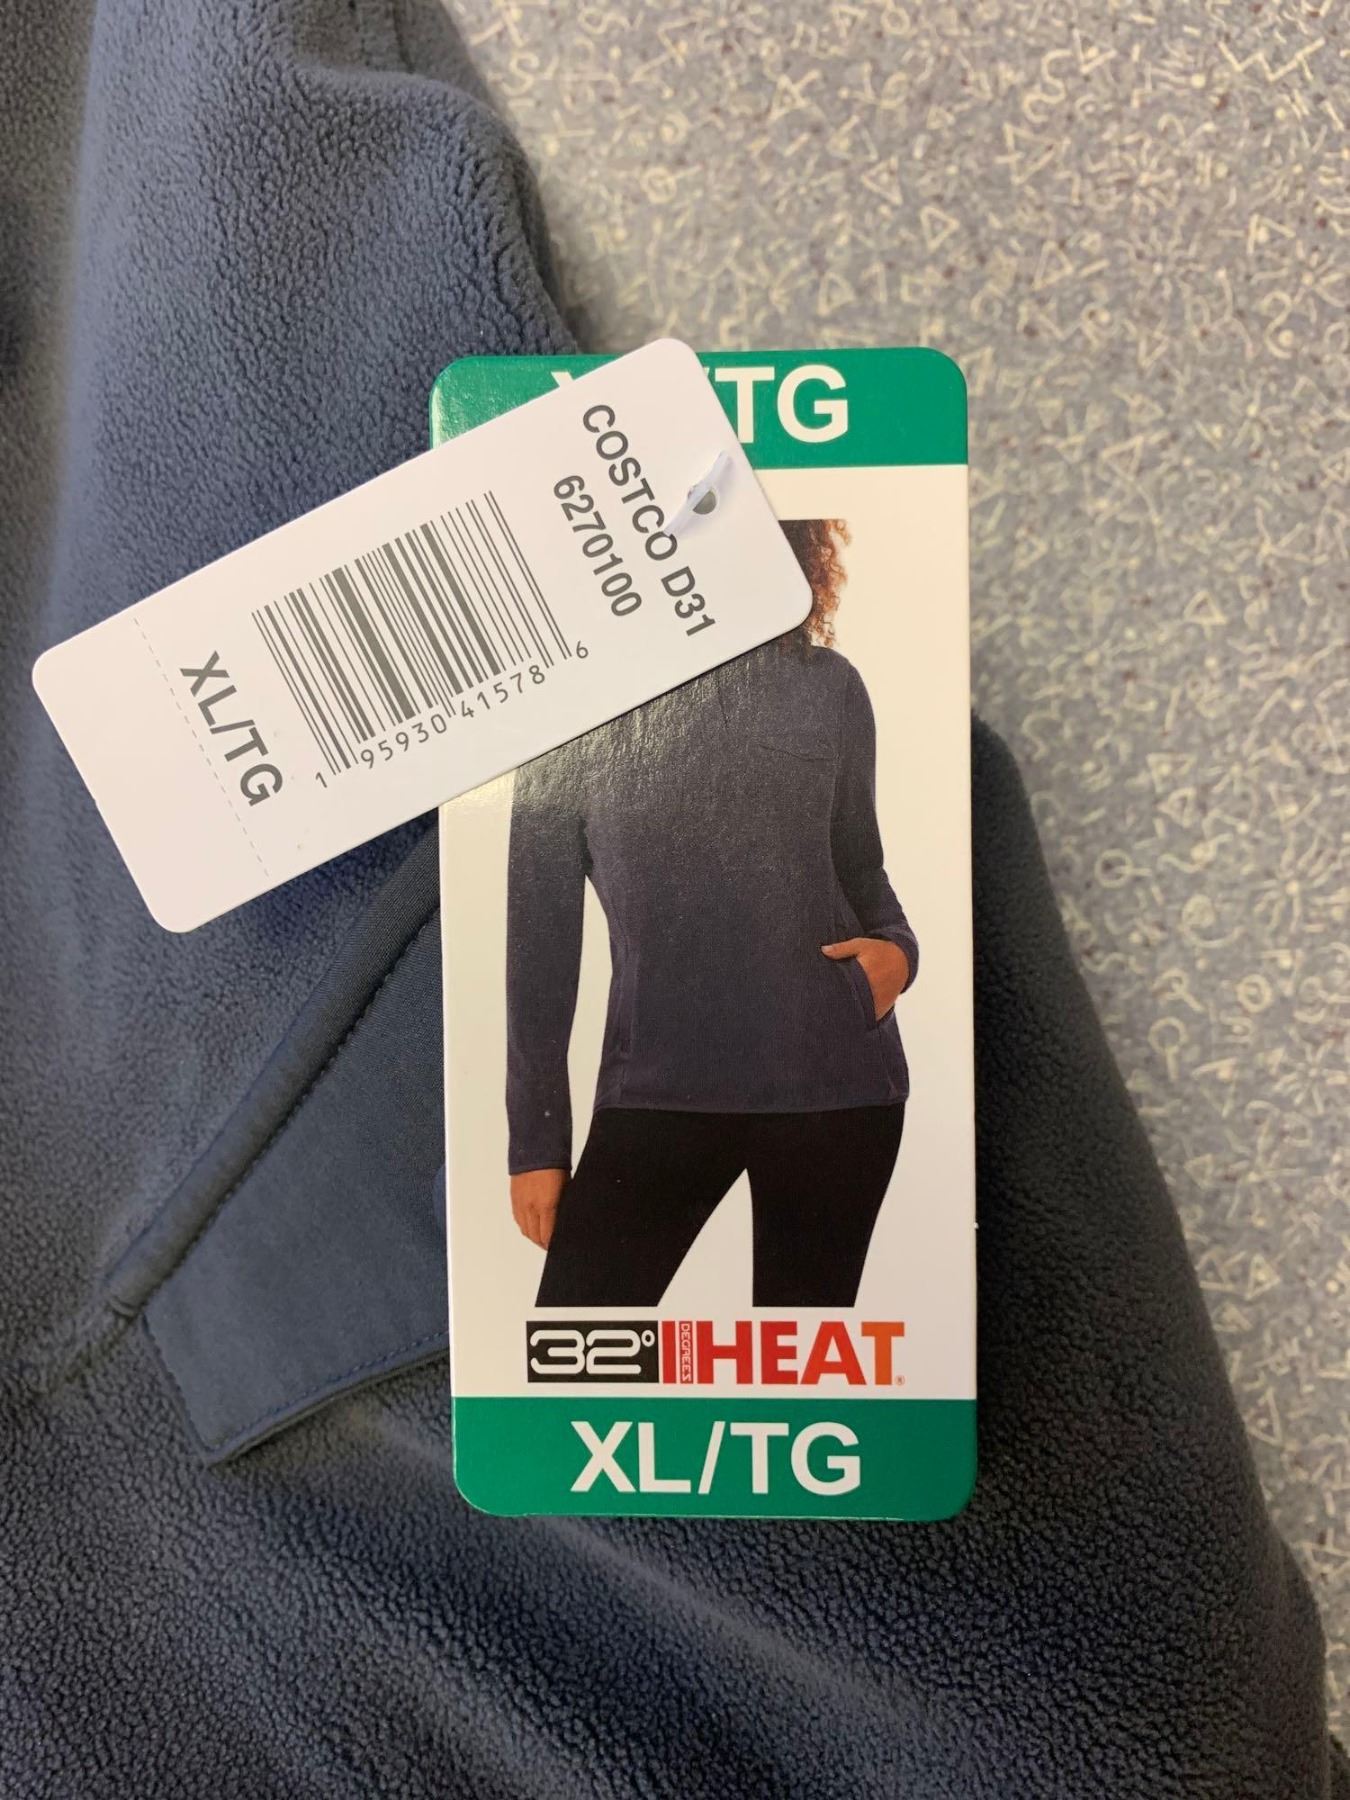 /TG
COSTCO D31
6270100
1 95930 41578 6
XL/TG
32° DEGREES HEAT®
XL/TG